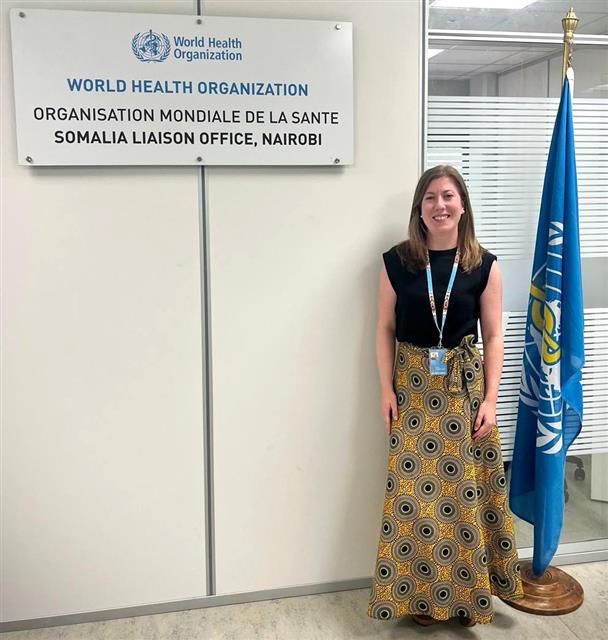 World Health
Organization
WORLD HEALTH ORGANIZATION
ORGANISATION MONDIALE DE LA SANTE
SOMALIA LIAISON OFFICE, NAIROBI